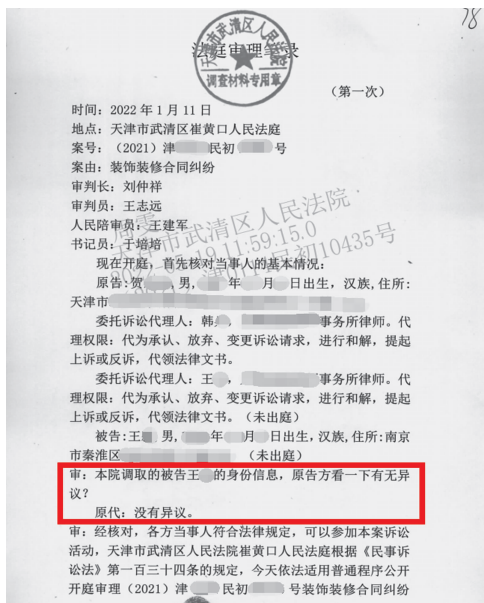 78
天津市武清区人民法院
调查材料专用章
法庭审理笔录
（第一次）
时间：2022年1月11日
地点：天津市武清区崔黄口人民法庭
案号：（2021）津 民初 号
案由：装饰装修合同纠纷
审判长：刘仲祥
审判员：王志远
人民陪审员：王建军
书记员：于培培
天津市武清区人民法院
11:59:15.0
民初10435号
现在开庭，首先核对当事人的基本情况：
原告:贺 ,男, 年 月 日出生，汉族,住所:
天津市
委托诉讼代理人：韩 ， 事务所律师。代
理权限：代为承认、放弃、变更诉讼请求，进行和解，提起
上诉或反诉，代领法律文书。
委托诉讼代理人：王 ， 事务所律师。代
理权限：代为承认、放弃、变更诉讼请求，进行和解，提起
上诉或反诉，代领法律文书。（未出庭）
被告:王 男, 年 月 日出生，汉族,住所:南京
市秦淮区 （未出庭）
审：本院调取的被告王 的身份信息，原告方看一下有无异
议？
原代：没有异议。
审：经核对，各方当事人符合法律规定，可以参加本案诉讼
活动，天津市武清区人民法院崔黄口人民法庭根据《民事诉
讼法》第一百三十四条的规定，今天依法适用普通程序公开
开庭审理（2021）津 民初 号装饰装修合同纠纷